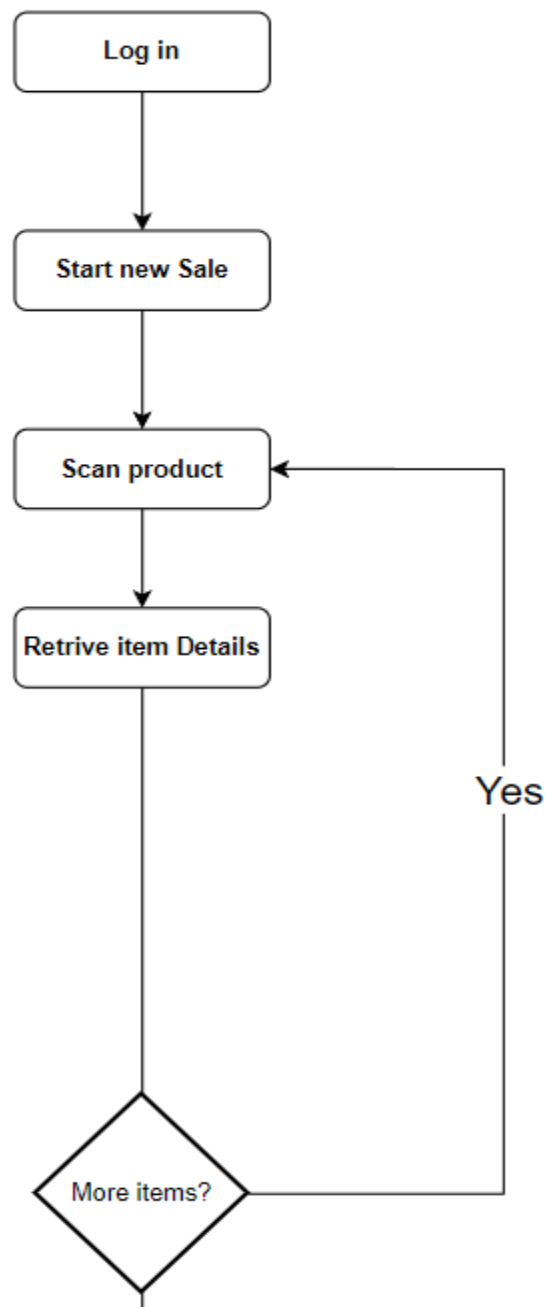 Log in
Start new Sale
Scan product
Retrive item Details
Yes
More items?